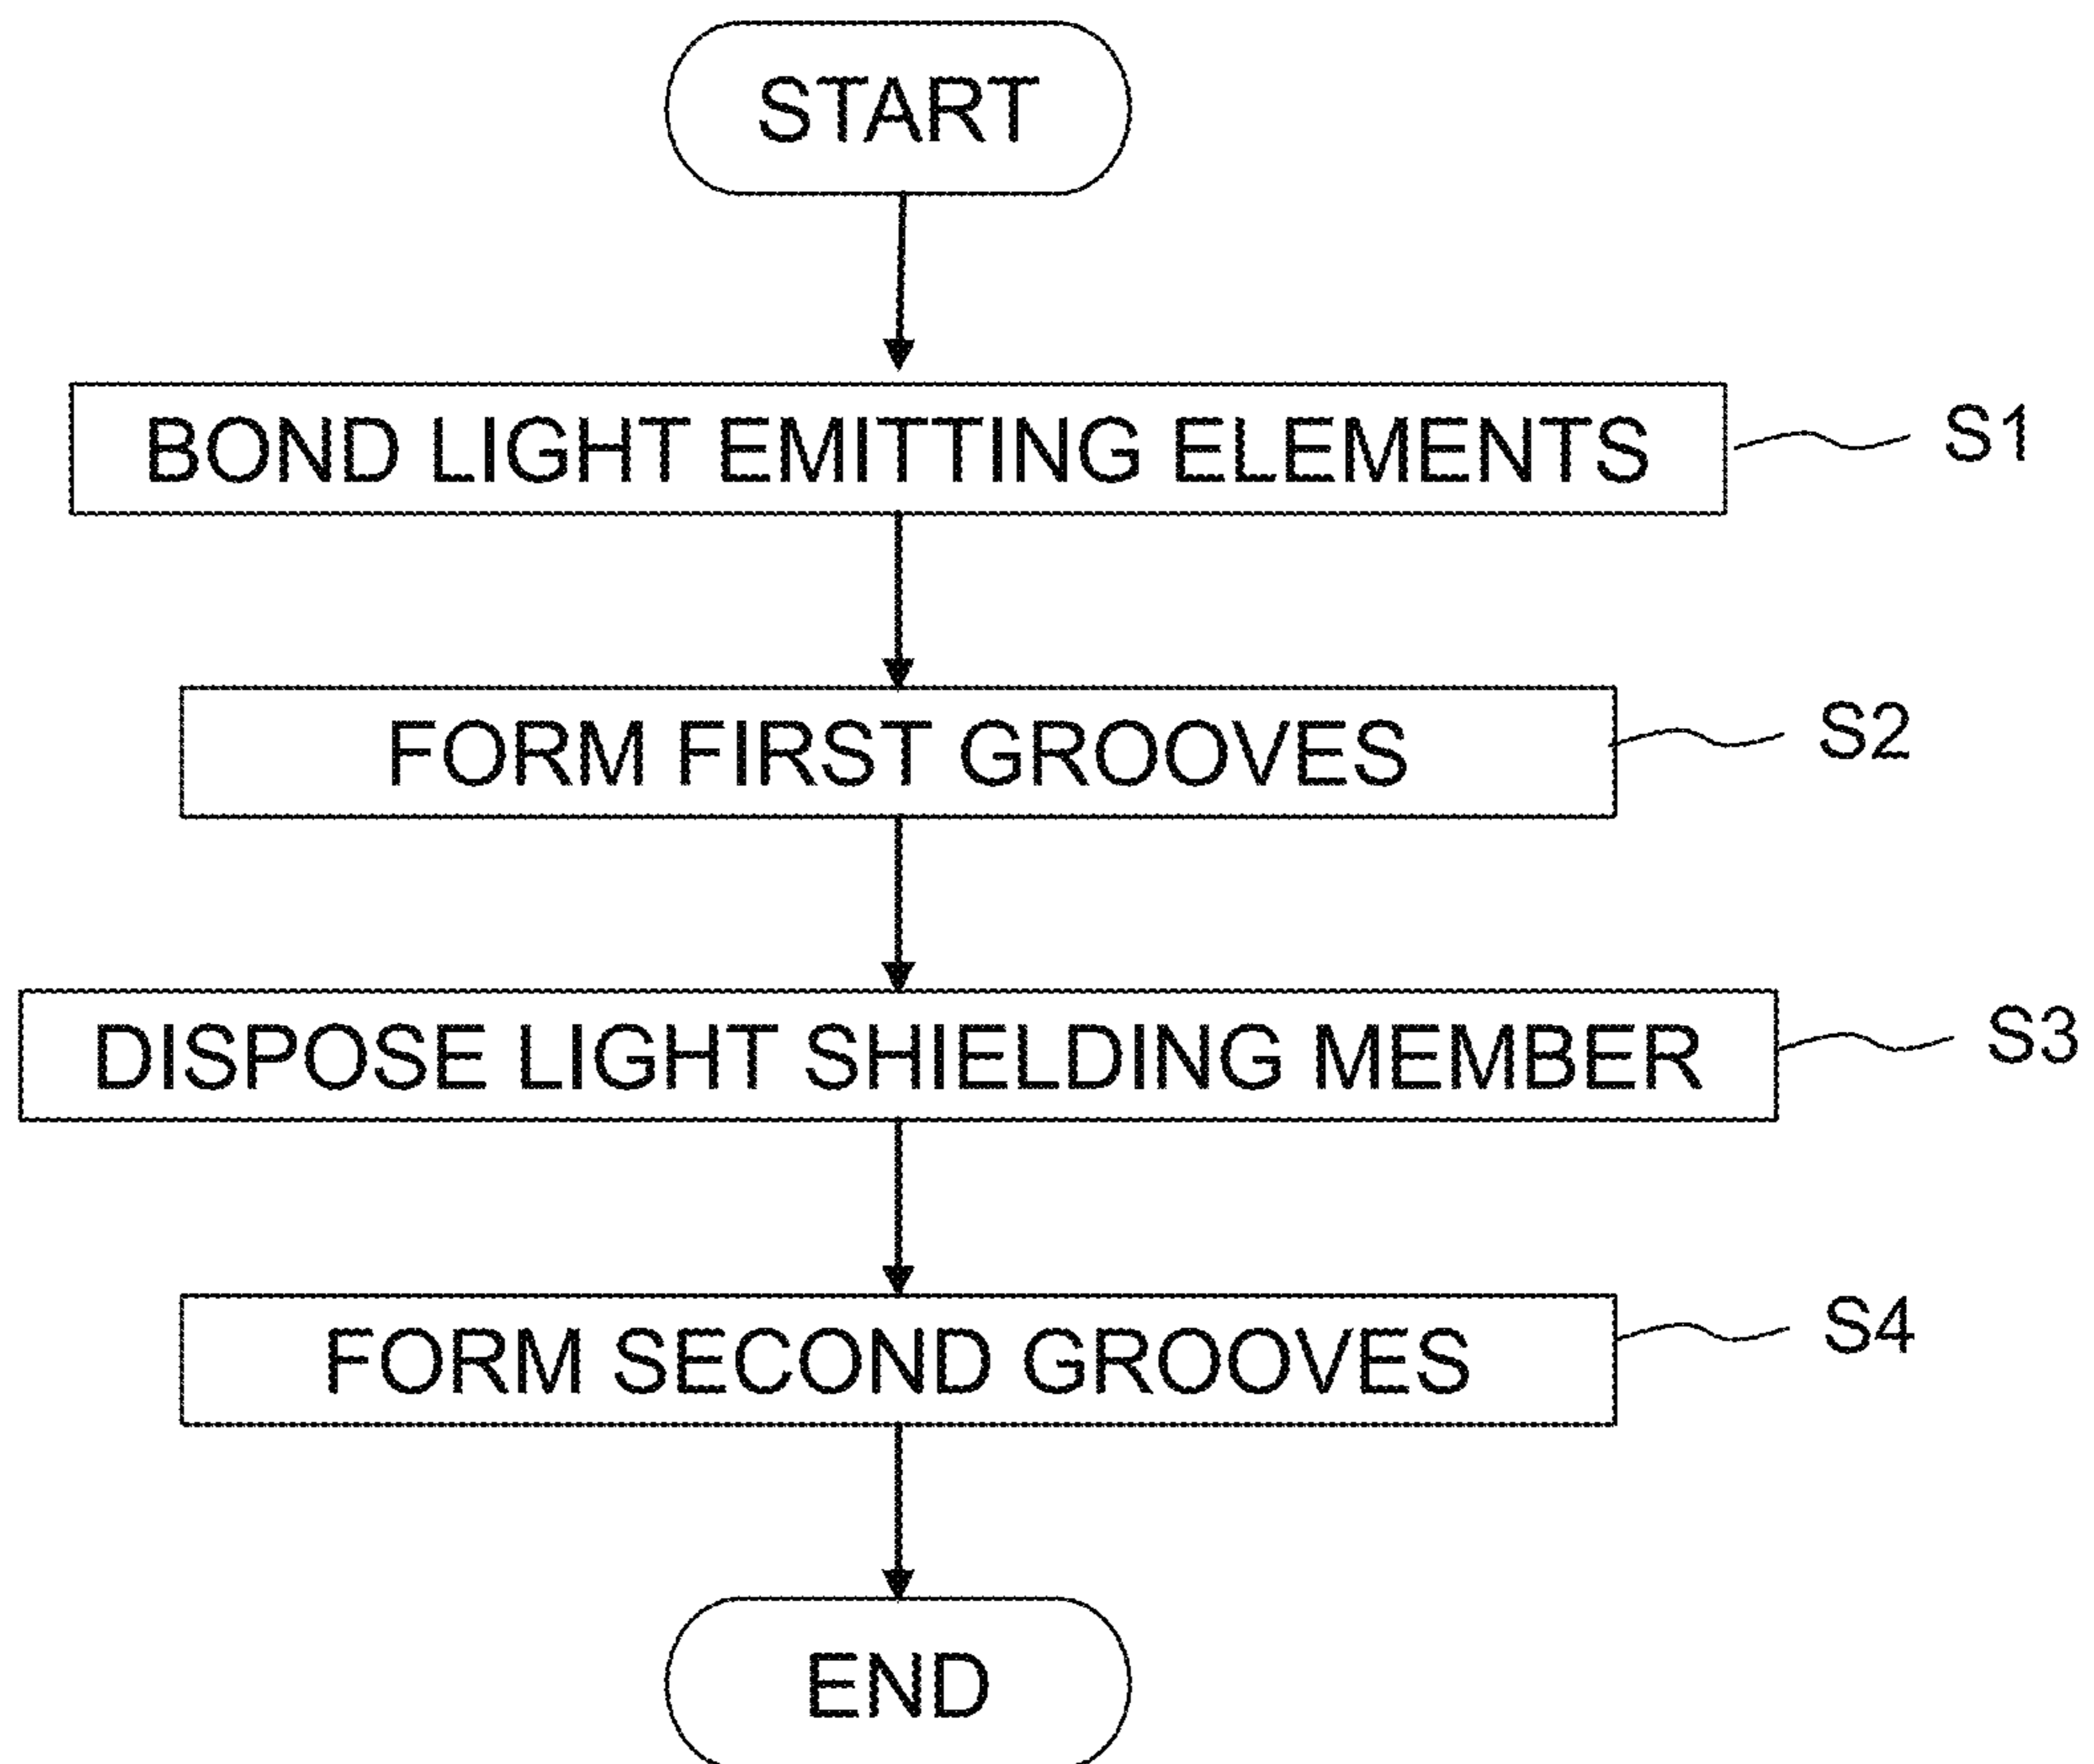 START
BOND LIGHT EMITTING ELEMENTS S1
FORM FIRST GROOVES S2
DISPOSE LIGHT SHIELDING MEMBER S3
FORM SECOND GROOVES S4
END